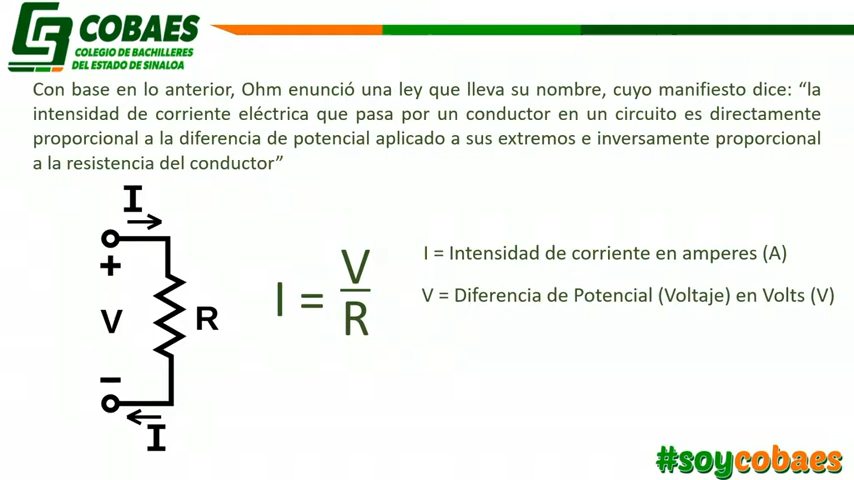 COBAES
COLEGIO DE BACHILLERES
DEL ESTADO DE SINALOA
Con base en lo anterior, Ohm enunció una ley que lleva su nombre, cuyo manifiesto dice: “la
intensidad de corriente eléctrica que pasa por un conductor en un circuito es directamente
proporcional a la diferencia de potencial aplicado a sus extremos e inversamente proporcional
a la resistencia del conductor”
I
+
V
R
−
I
I = V
R
I = Intensidad de corriente en amperes (A)
V = Diferencia de Potencial (Voltaje) en Volts (V)
#soycobaes